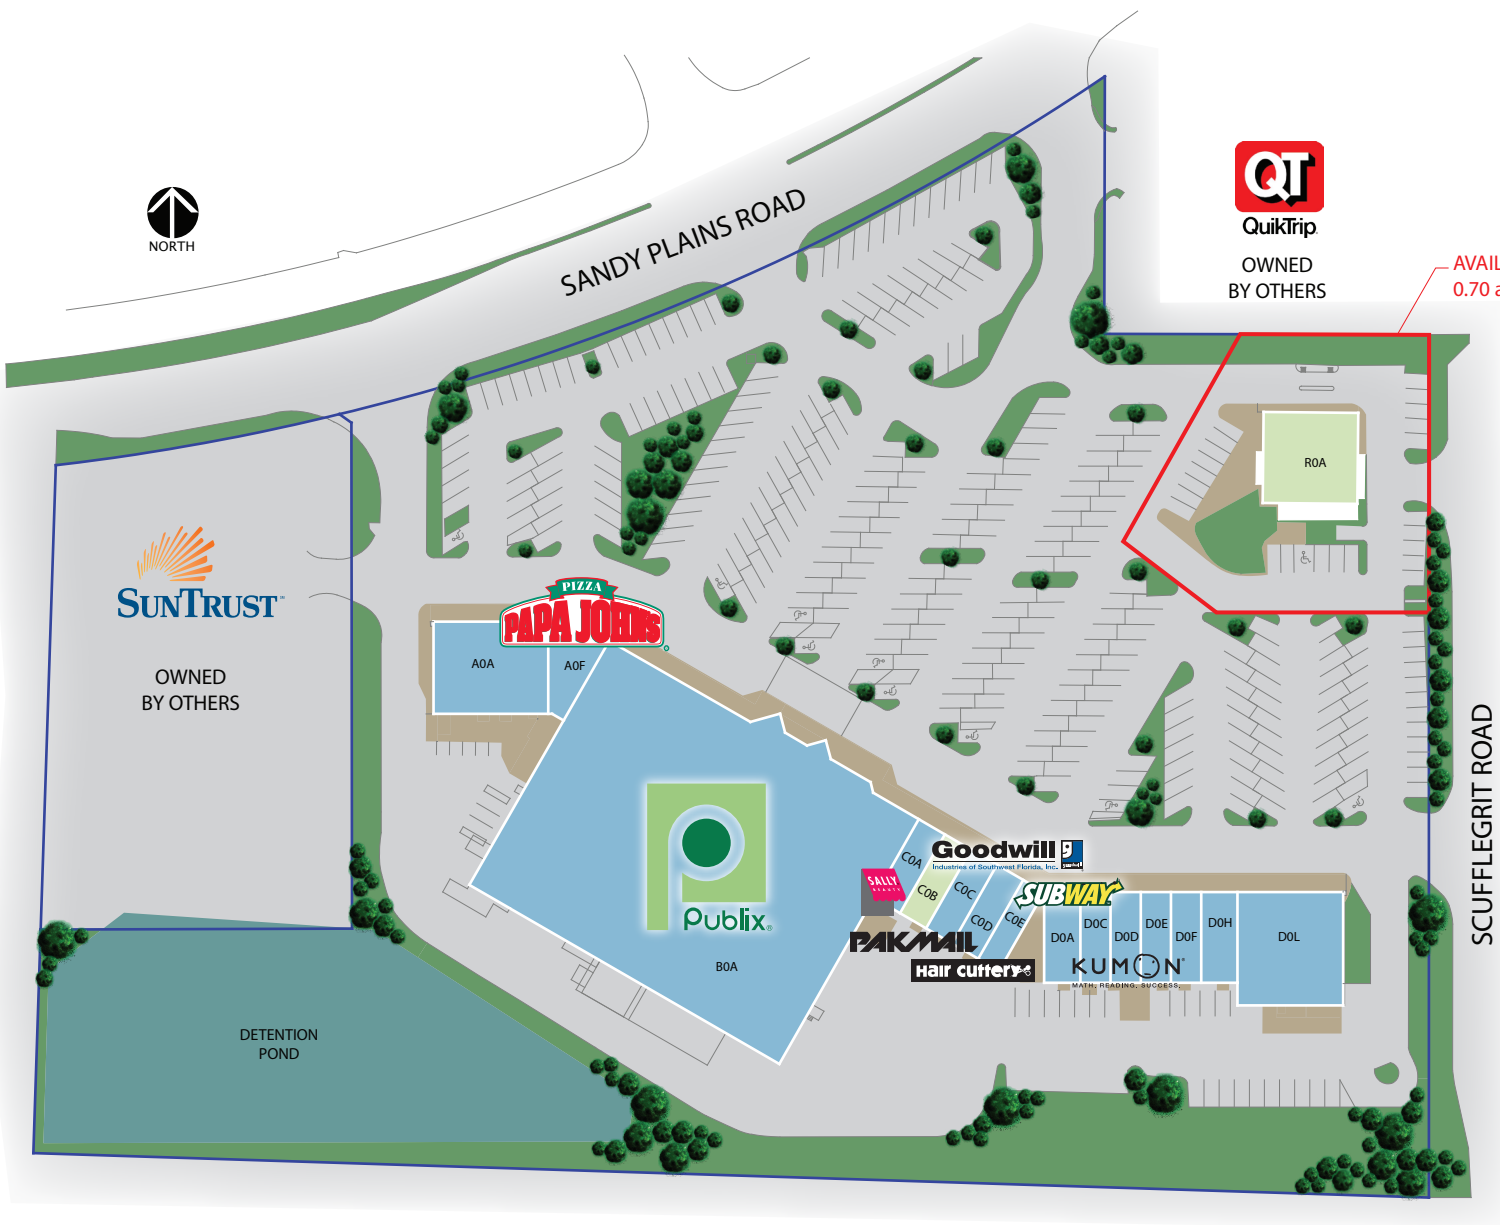 NORTH
SANDY PLAINS ROAD
QT
QuikTrip
OWNED
BY OTHERS
AVAIL
0.70 a
R0A
SUNTRUST
OWNED
BY OTHERS
PIZZA
PAPA JOHNS
A0A
A0F
Publix
B0A
C0A
C0B
C0C
C0D
C0E
SALLY
BEAUTY
Goodwill
Industries of Southwest Florida, Inc.
SUBWAY
PAKMAIL
Hair Cuttery
D0A
D0C
D0D
D0E
D0F
D0H
D0L
KUMON
MATH. READING. SUCCESS.
DETENTION
POND
SCUFFLEGRIT ROAD